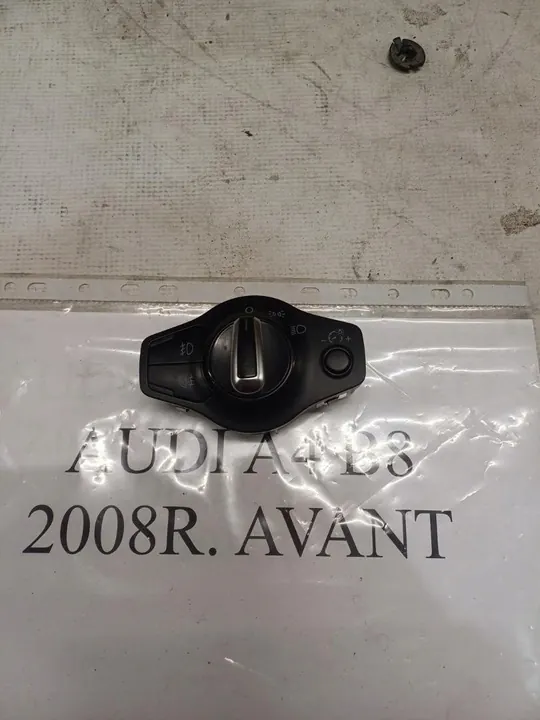 AUDI A4 B8
2008R. AVANT